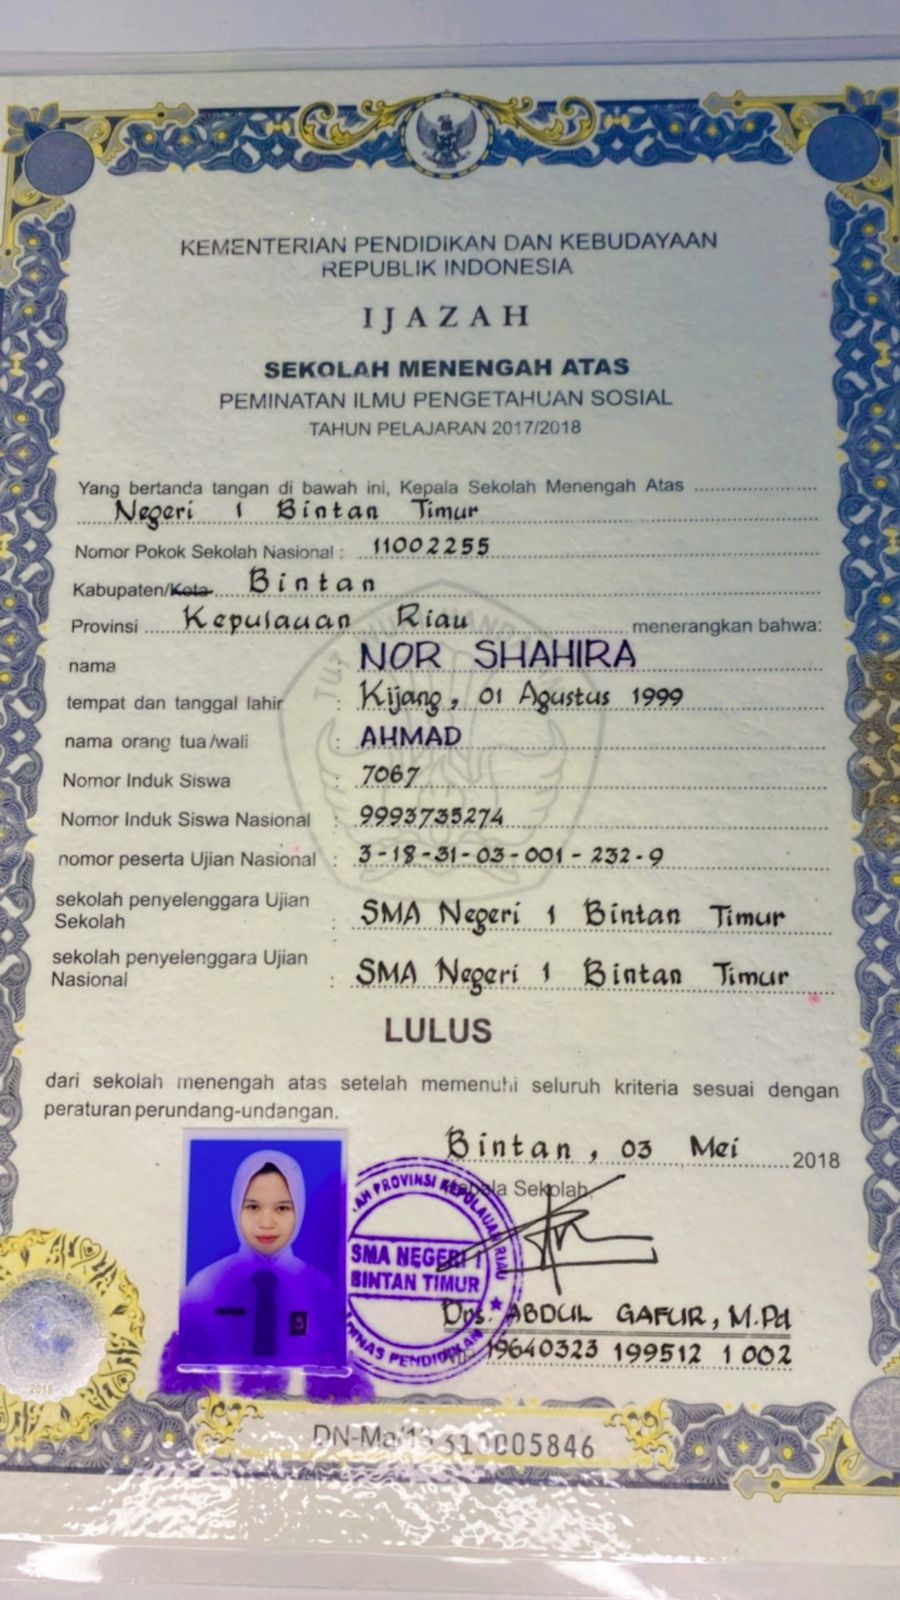 KEMENTERIAN PENDIDIKAN DAN KEBUDAYAAN
REPUBLIK INDONESIA
IJAZAH
SEKOLAH MENENGAH ATAS
PEMINATAN ILMU PENGETAHUAN SOSIAL
TAHUN PELAJARAN 2017/2018
Yang bertanda tangan di bawah ini, Kepala Sekolah Menengah Atas
Negeri 1 Bintan Timur
Nomor Pokok Sekolah Nasional : 11002255
Kabupaten/Kota Bintan
Provinsi Kepulauan Riau menerangkan bahwa:
nama : NOR SHAHIRA
tempat dan tanggal lahir : Kijang, 01 Agustus 1999
nama orang tua/wali : AHMAD
Nomor Induk Siswa : 7067
Nomor Induk Siswa Nasional : 9993735274
nomor peserta Ujian Nasional : 3-18-31-03-001-232-9
sekolah penyelenggara Ujian
Sekolah : SMA Negeri 1 Bintan Timur
sekolah penyelenggara Ujian
Nasional : SMA Negeri 1 Bintan Timur
LULUS
dari sekolah menengah atas setelah memenuhi seluruh kriteria sesuai dengan
peraturan perundang-undangan.
Bintan, 03 Mei 2018
Kepala Sekolah,
PROVINSI KEPULAUAN RIAU
SMA NEGERI 1
BINTAN TIMUR
DINAS PENDIDIKAN
Drs. ABDUL GAFUR, M.Pd
19640323 199512 1 002
2018
DN-Ma/13 310005846